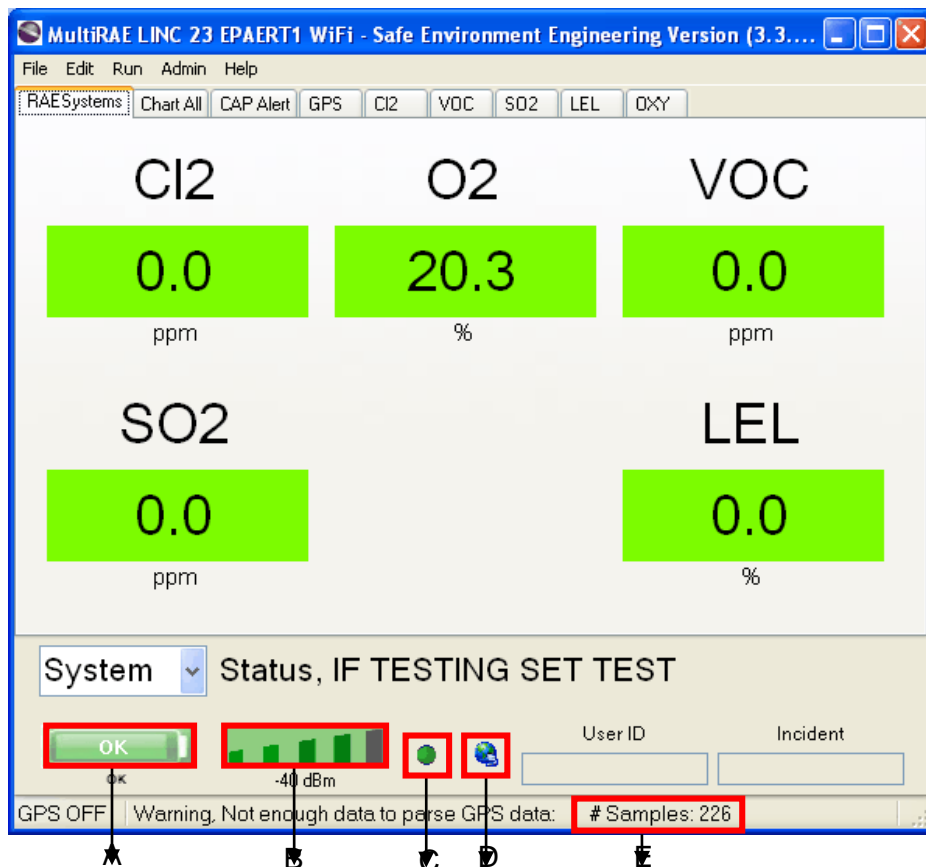 MultiRAE LINC 23 EPAERT1 WiFi - Safe Environment Engineering Version (3.3....
File Edit Run Admin Help
RAESystems Chart All CAP Alert GPS Cl2 VOC SO2 LEL OXY
Cl2 O2 VOC
0.0 20.3 0.0
ppm % ppm
SO2 LEL
0.0 0.0
ppm %
System Status, IF TESTING SET TEST
User ID Incident
OK
OK -40 dBm
GPS OFF Warning, Not enough data to parse GPS data: # Samples: 226
A B C D E